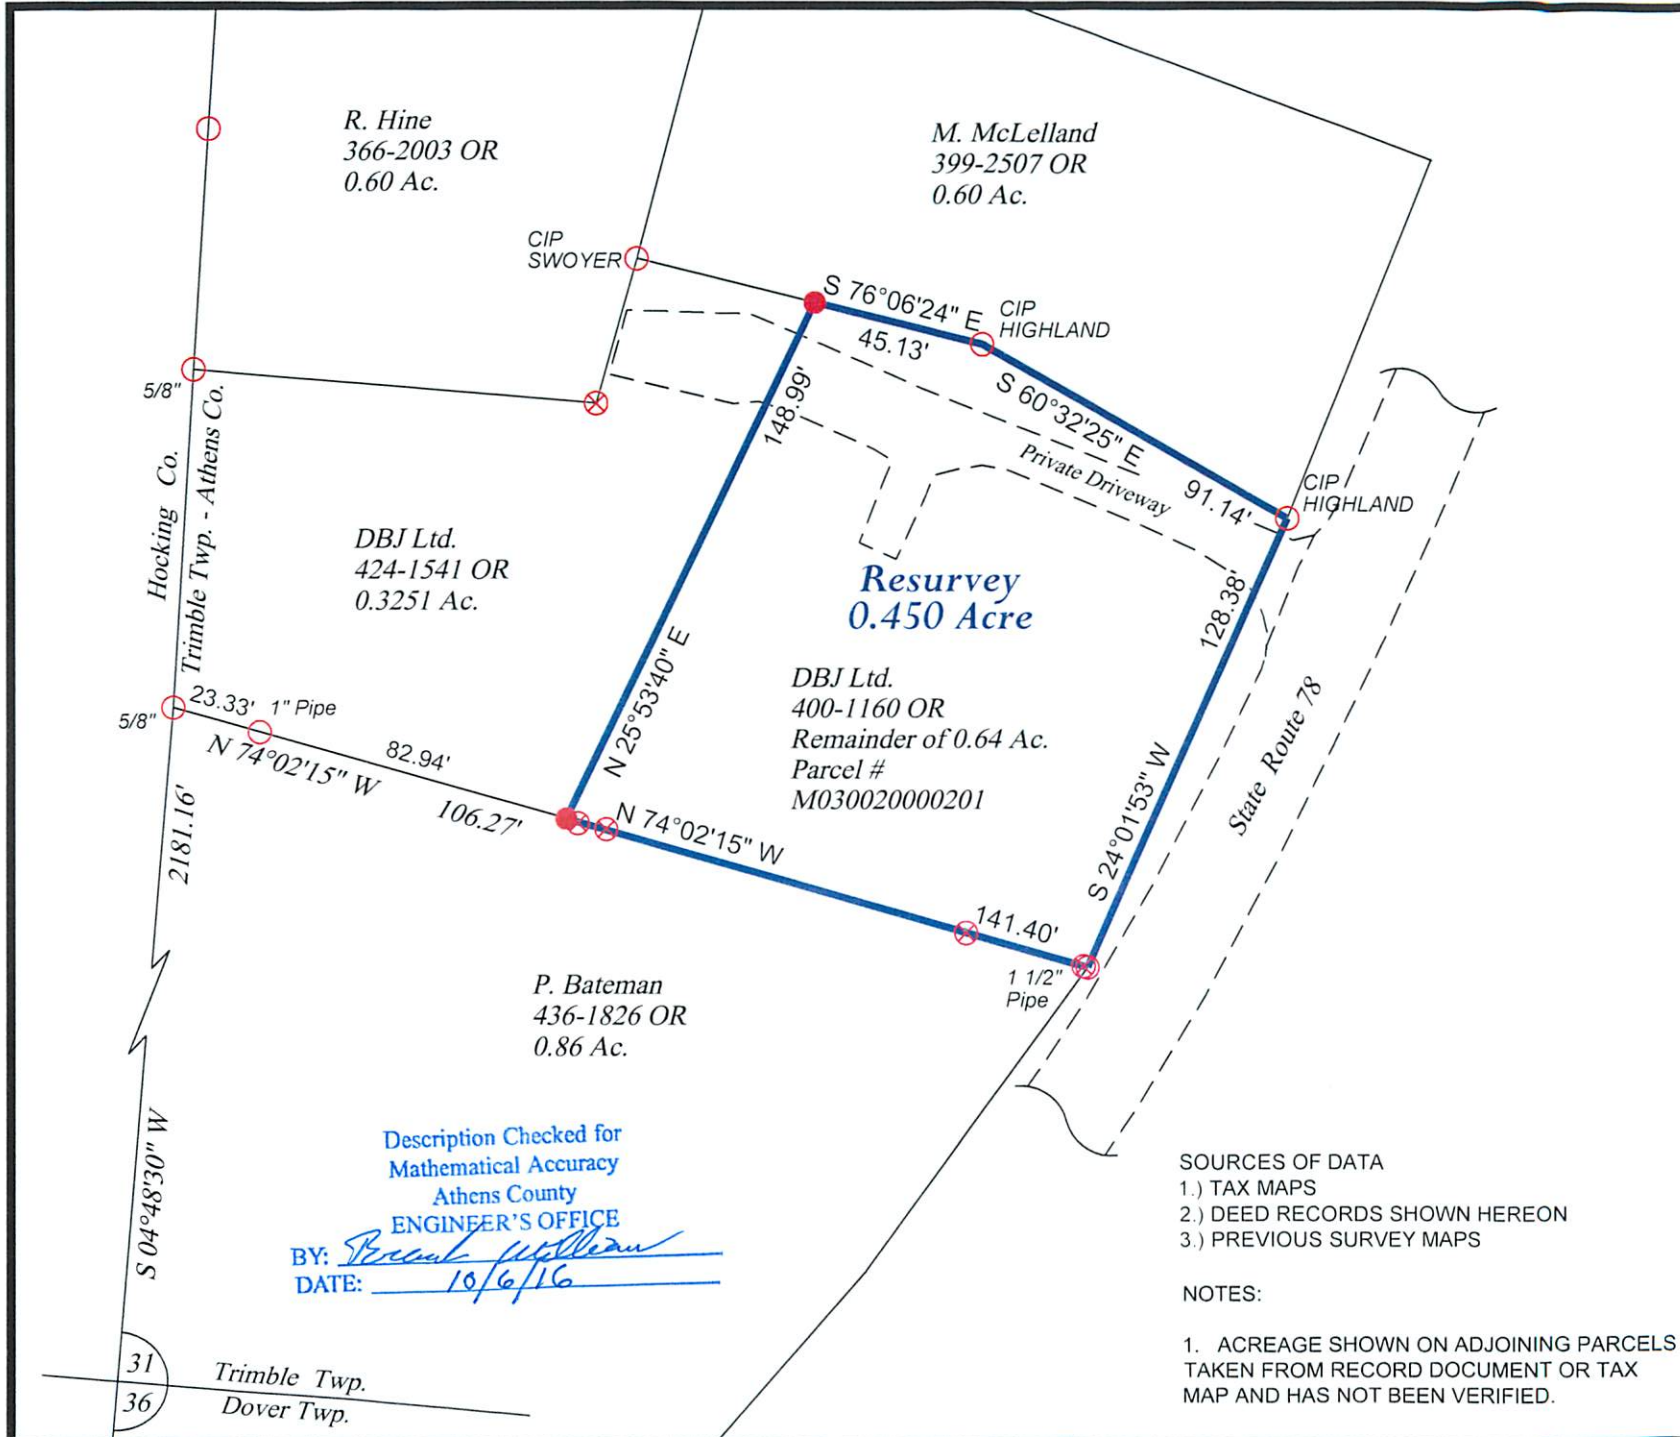 R. Hine
366-2003 OR
0.60 Ac.
M. McLelland
399-2507 OR
0.60 Ac.
CIP
SWOYER
S 76°06'24" E
45.13'
CIP
HIGHLAND
S 60°32'25" E
91.14'
Private Driveway
CIP
HIGHLAND
5/8"
Hocking Co.
Trimble Twp. - Athens Co.
148.99'
N 25°53'40" E
DBJ Ltd.
424-1541 OR
0.3251 Ac.
Resurvey
0.450 Acre
DBJ Ltd.
400-1160 OR
Remainder of 0.64 Ac.
Parcel #
M030020000201
128.38'
S 24°01'53" W
State Route 78
5/8"
23.33'
1" Pipe
N 74°02'15" W
82.94'
106.27'
N 74°02'15" W
141.40'
1 1/2"
Pipe
2181.16'
S 04°48'30" W
P. Bateman
436-1826 OR
0.86 Ac.
Description Checked for
Mathematical Accuracy
Athens County
ENGINEER'S OFFICE
BY:
DATE: 10/6/16
SOURCES OF DATA
1.) TAX MAPS
2.) DEED RECORDS SHOWN HEREON
3.) PREVIOUS SURVEY MAPS
NOTES:
1. ACREAGE SHOWN ON ADJOINING PARCELS
TAKEN FROM RECORD DOCUMENT OR TAX
MAP AND HAS NOT BEEN VERIFIED.
31
36
Trimble Twp.
Dover Twp.